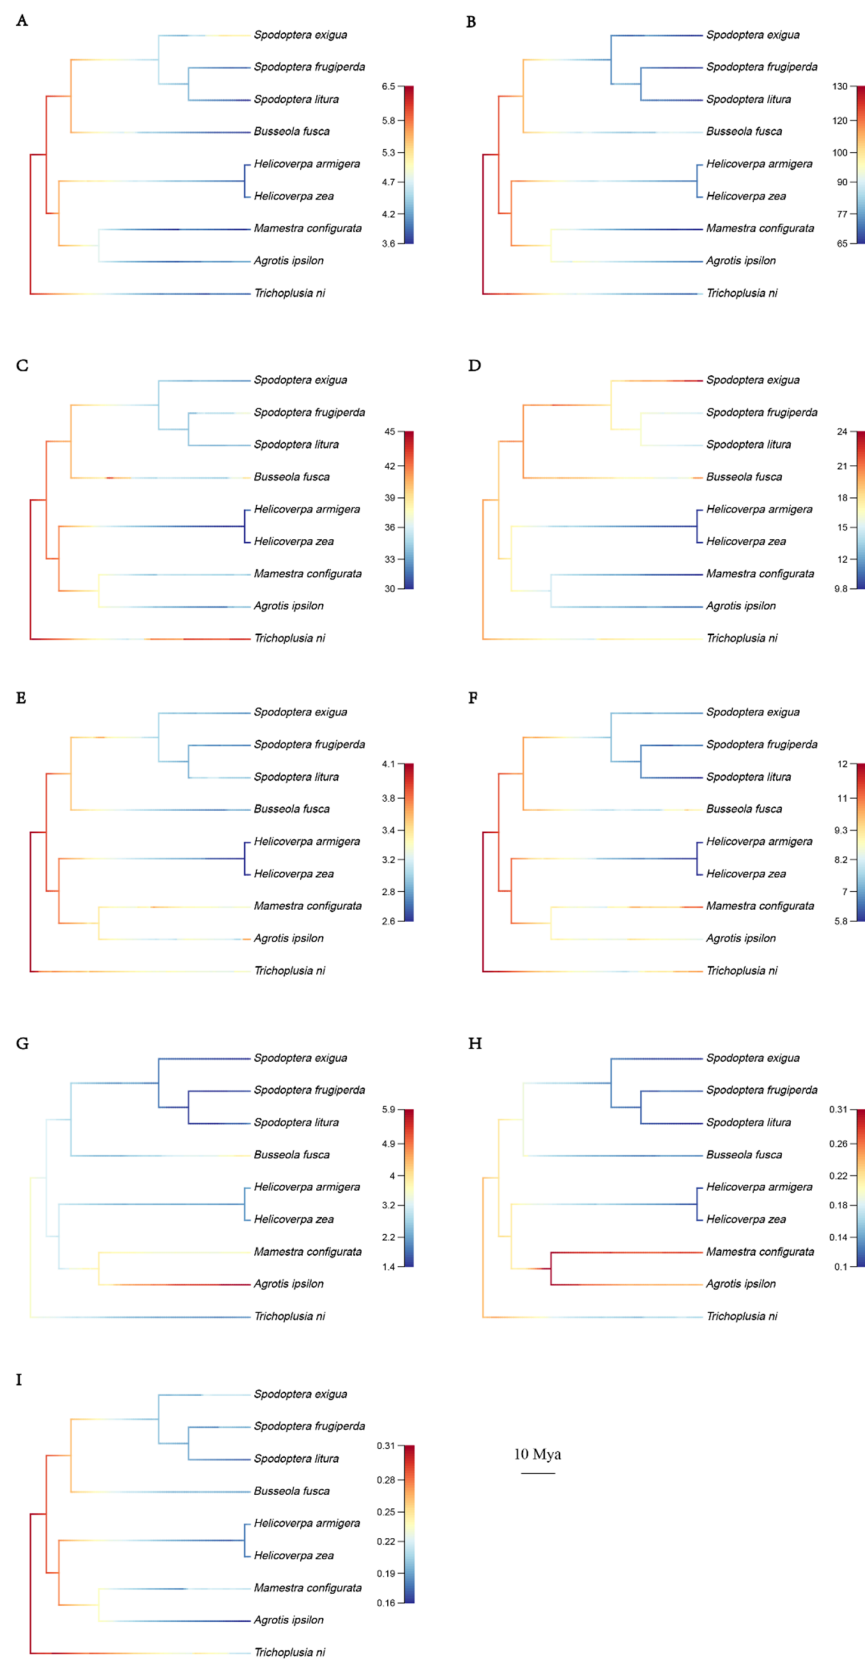 A
Spodoptera exigua
Spodoptera frugiperda
Spodoptera litura
Busseola fusca
Helicoverpa armigera
Helicoverpa zea
Mamestra configurata
Agrotis ipsilon
Trichoplusia ni
6.5
5.8
5.3
4.7
4.2
3.6
B
Spodoptera exigua
Spodoptera frugiperda
Spodoptera litura
Busseola fusca
Helicoverpa armigera
Helicoverpa zea
Mamestra configurata
Agrotis ipsilon
Trichoplusia ni
130
120
100
90
77
65
C
Spodoptera exigua
Spodoptera frugiperda
Spodoptera litura
Busseola fusca
Helicoverpa armigera
Helicoverpa zea
Mamestra configurata
Agrotis ipsilon
Trichoplusia ni
45
42
39
36
33
30
D
Spodoptera exigua
Spodoptera frugiperda
Spodoptera litura
Busseola fusca
Helicoverpa armigera
Helicoverpa zea
Mamestra configurata
Agrotis ipsilon
Trichoplusia ni
24
21
18
15
12
9.8
E
Spodoptera exigua
Spodoptera frugiperda
Spodoptera litura
Busseola fusca
Helicoverpa armigera
Helicoverpa zea
Mamestra configurata
Agrotis ipsilon
Trichoplusia ni
4.1
3.8
3.4
3.2
2.8
2.6
F
Spodoptera exigua
Spodoptera frugiperda
Spodoptera litura
Busseola fusca
Helicoverpa armigera
Helicoverpa zea
Mamestra configurata
Agrotis ipsilon
Trichoplusia ni
12
11
9.3
8.2
7
5.8
G
Spodoptera exigua
Spodoptera frugiperda
Spodoptera litura
Busseola fusca
Helicoverpa armigera
Helicoverpa zea
Mamestra configurata
Agrotis ipsilon
Trichoplusia ni
5.9
4.9
4
3.2
2.2
1.4
H
Spodoptera exigua
Spodoptera frugiperda
Spodoptera litura
Busseola fusca
Helicoverpa armigera
Helicoverpa zea
Mamestra configurata
Agrotis ipsilon
Trichoplusia ni
0.31
0.26
0.22
0.18
0.14
0.1
I
Spodoptera exigua
Spodoptera frugiperda
Spodoptera litura
Busseola fusca
Helicoverpa armigera
Helicoverpa zea
Mamestra configurata
Agrotis ipsilon
Trichoplusia ni
0.31
0.28
0.25
0.22
0.19
0.16
10 Mya